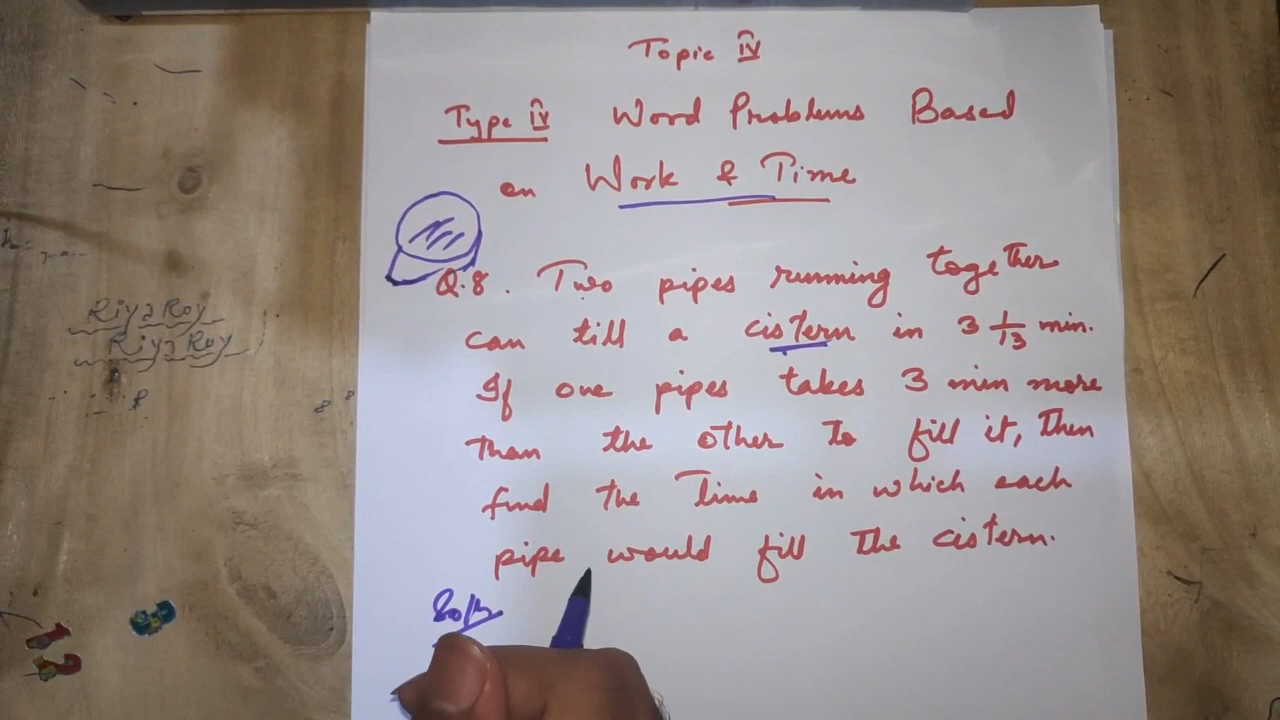 Topic IV
Type IV Word Problems Based
on Work & Time
Q.8. Two pipes running together
can till a cistern in 3 1/13 min.
If one pipes takes 3 min more
than the other to fill it, then
find the Time in which each
pipe would fill the cistern.
Soln
Riya Roy
Riya Roy